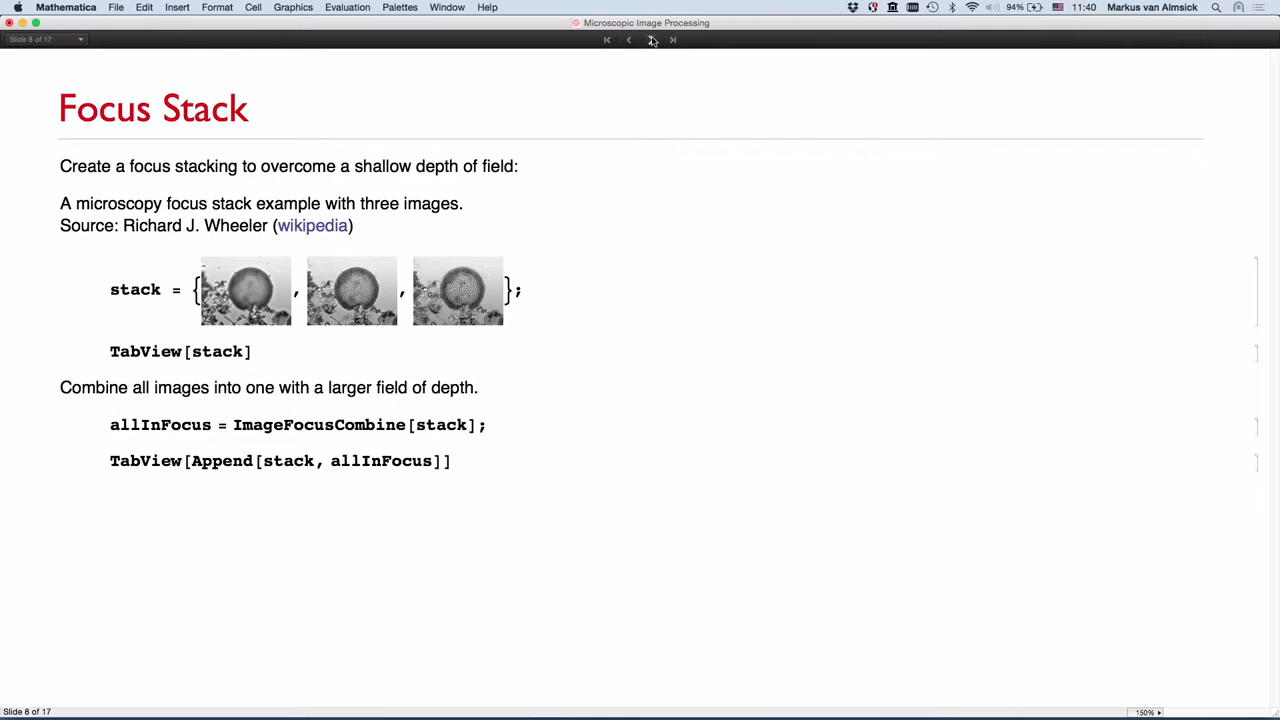 Mathematica File Edit Insert Format Cell Graphics Evaluation Palettes Window Help 94% 11:40 Markus van Almsick
Microscopic Image Processing
Slide 8 of 17
Focus Stack
Create a focus stacking to overcome a shallow depth of field:
A microscopy focus stack example with three images.
Source: Richard J. Wheeler (wikipedia)
stack = { , , };
TabView[stack]
Combine all images into one with a larger field of depth.
allInFocus = ImageFocusCombine[stack];
TabView[Append[stack, allInFocus]]
Slide 8 of 17 150%